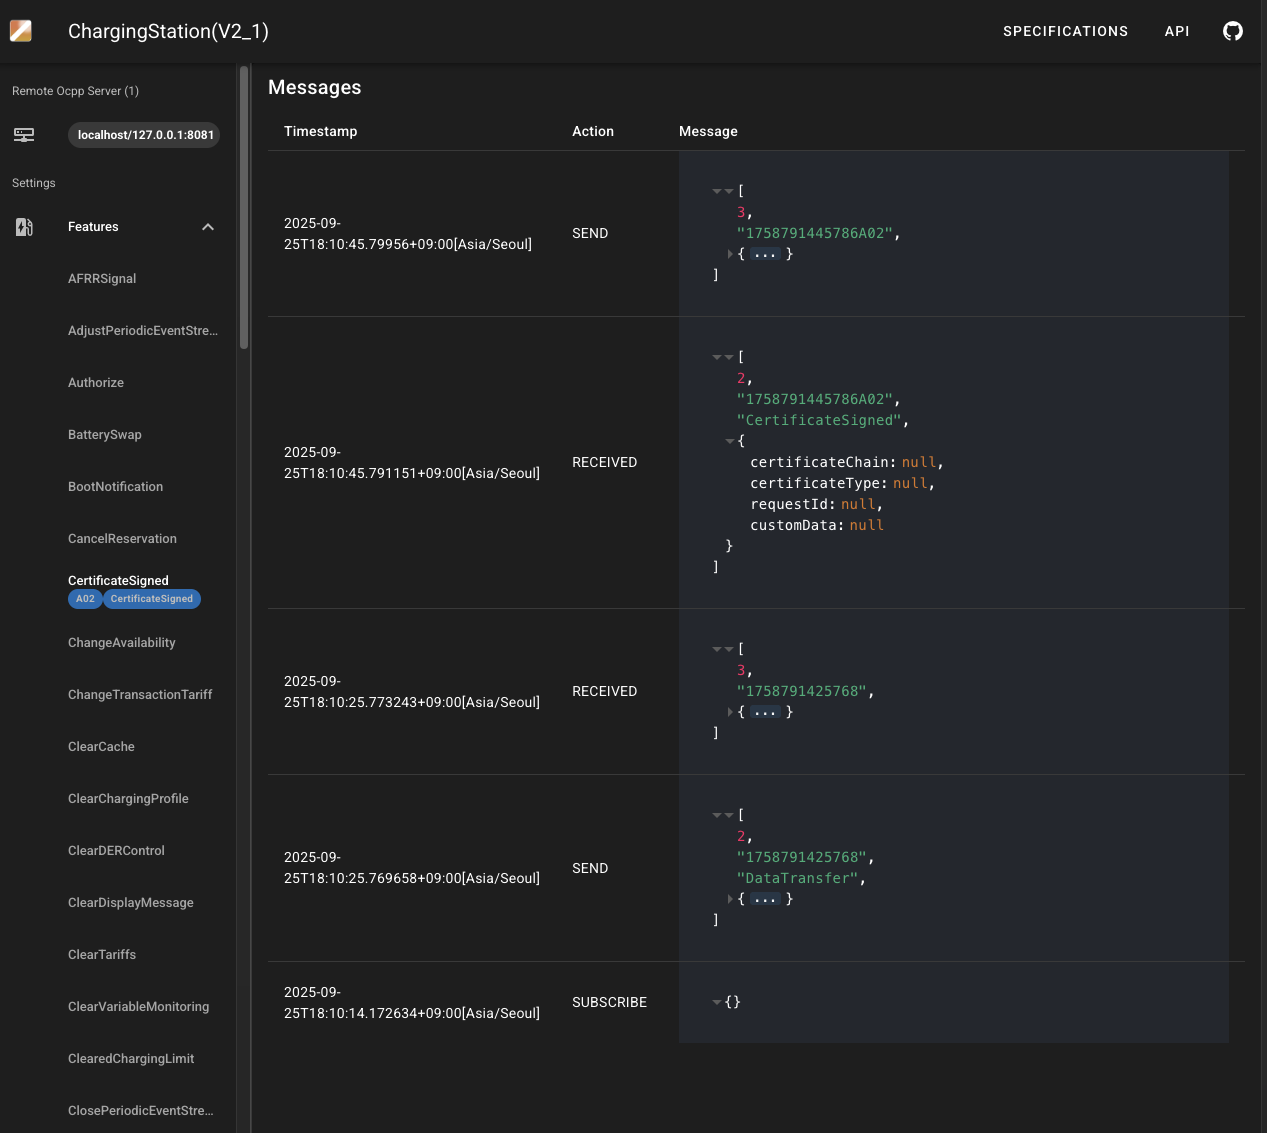 ChargingStation(V2_1)
SPECIFICATIONS
API
Remote Ocpp Server (1)
localhost/127.0.0.1:8081
Settings
Features
AFRRSignal
AdjustPeriodicEventStre...
Authorize
BatterySwap
BootNotification
CancelReservation
CertificateSigned
A02 CertificateSigned
ChangeAvailability
ChangeTransactionTariff
ClearCache
ClearChargingProfile
ClearDERControl
ClearDisplayMessage
ClearTariffs
ClearVariableMonitoring
ClearedChargingLimit
ClosePeriodicEventStre...
Messages
Timestamp Action Message
2025-09-
25T18:10:45.79956+09:00[Asia/Seoul]
SEND
[
3,
"1758791445786A02",
{ ... }
]
2025-09-
25T18:10:45.791151+09:00[Asia/Seoul]
RECEIVED
[
2,
"1758791445786A02",
"CertificateSigned",
{
certificateChain: null,
certificateType: null,
requestId: null,
customData: null
}
]
2025-09-
25T18:10:25.773243+09:00[Asia/Seoul]
RECEIVED
[
3,
"1758791425768",
{ ... }
]
2025-09-
25T18:10:25.769658+09:00[Asia/Seoul]
SEND
[
2,
"1758791425768",
"DataTransfer",
{ ... }
]
2025-09-
25T18:10:14.172634+09:00[Asia/Seoul]
SUBSCRIBE
{}